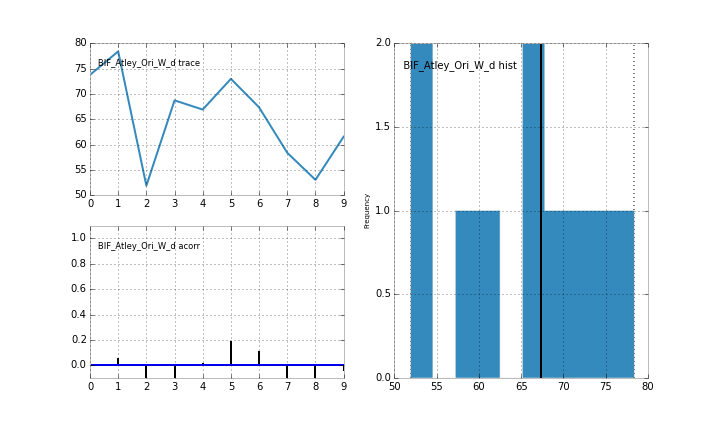 80
75
70
65
60
55
50
BIF_Atley_Ori_W_d trace
0 1 2 3 4 5 6 7 8 9
1.0
0.8
0.6
0.4
0.2
0.0
BIF_Atley_Ori_W_d acorr
0 1 2 3 4 5 6 7 8 9
2.0
1.5
1.0
0.5
0.0
Frequency
BIF_Atley_Ori_W_d hist
50 55 60 65 70 75 80